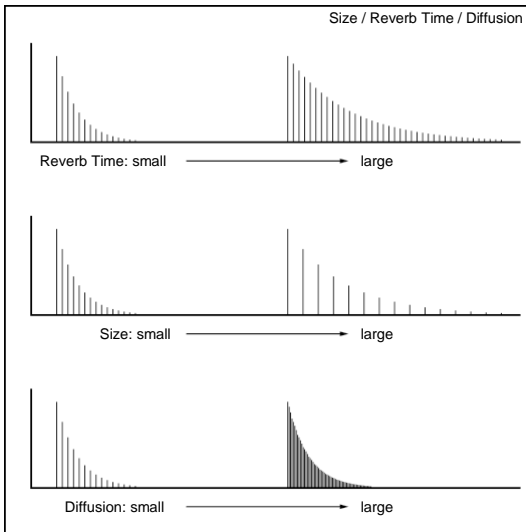 Size / Reverb Time / Diffusion
Reverb Time: small large
Size: small large
Diffusion: small large